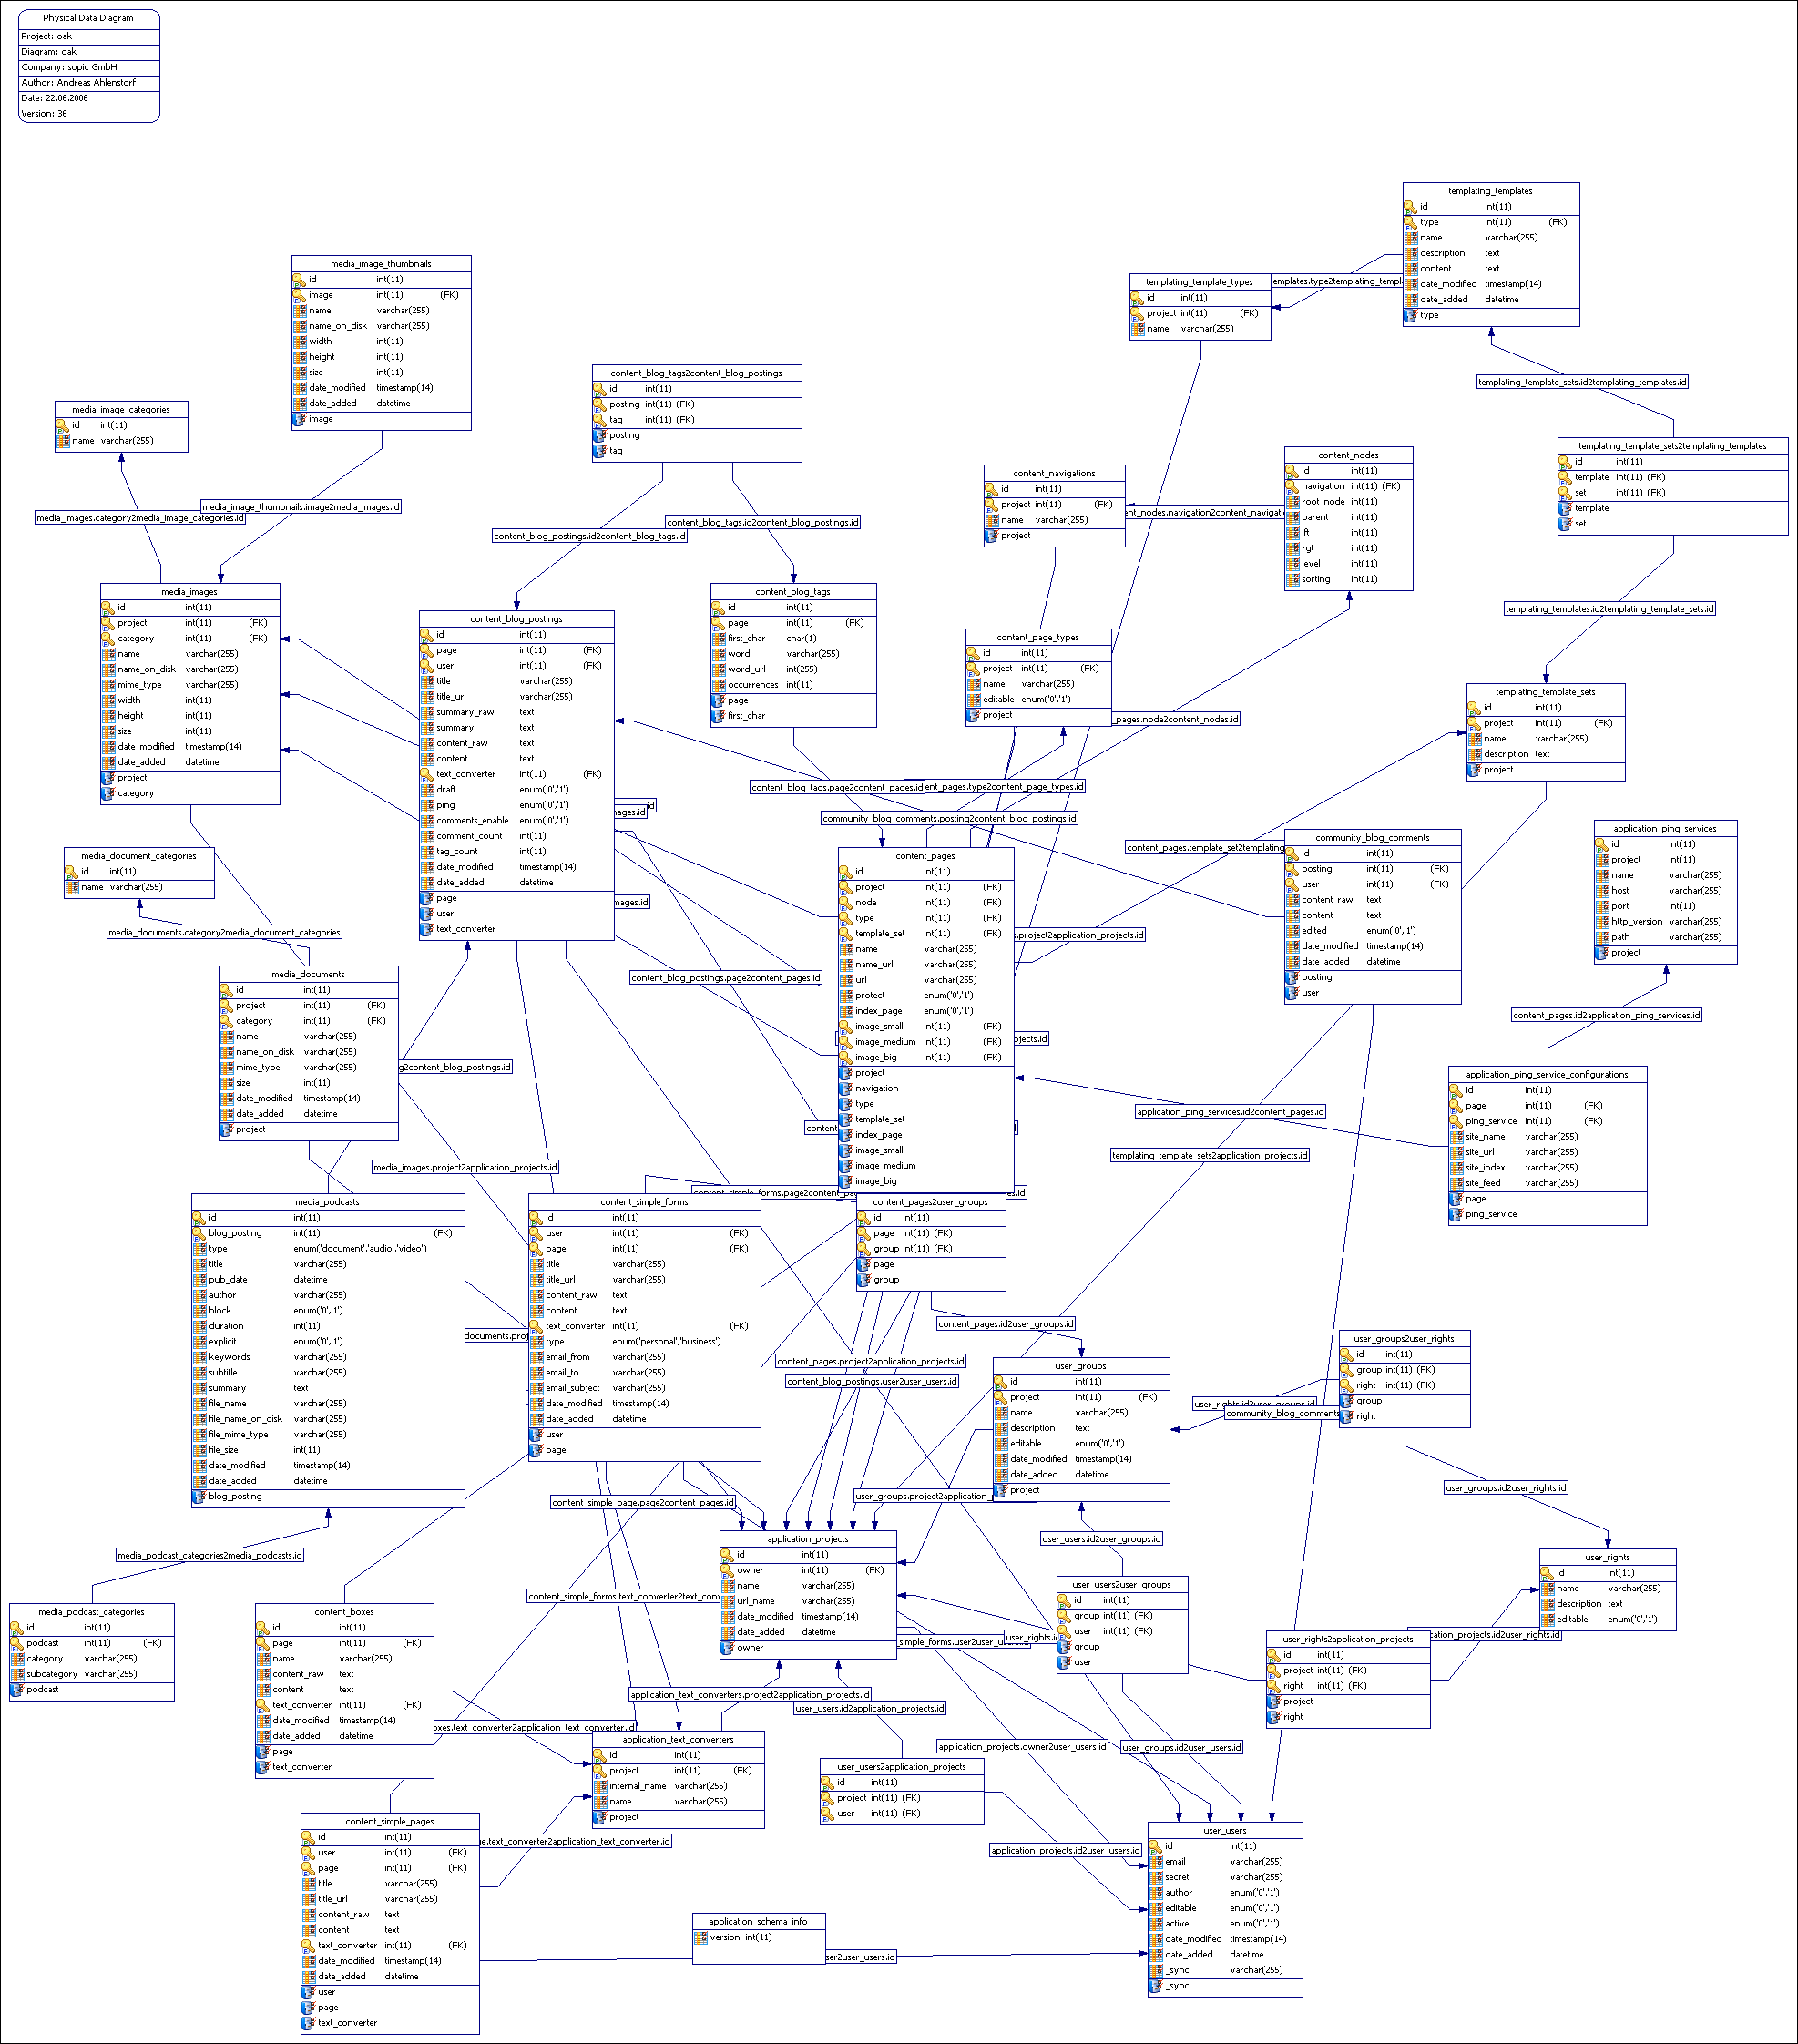 Physical Data Diagram
Project: oak
Diagram: oak
Company: sopic GmbH
Author: Andreas Ahlenstorf
Date: 22.06.2006
Version: 36
templating_templates
id int(11)
type int(11) (FK)
name varchar(255)
description text
content text
date_modified timestamp(14)
date_added datetime
type
media_image_thumbnails
id int(11)
image int(11) (FK)
name varchar(255)
name_on_disk varchar(255)
width int(11)
height int(11)
size int(11)
date_modified timestamp(14)
date_added datetime
image
templating_template_types
id int(11)
project int(11) (FK)
name varchar(255)
templates.type2templating_templ
content_blog_tags2content_blog_postings
id int(11)
posting int(11) (FK)
tag int(11) (FK)
posting
tag
templating_template_sets.id2templating_templates.id
media_image_categories
id int(11)
name varchar(255)
templating_template_sets2templating_templates
id int(11)
template int(11) (FK)
set int(11) (FK)
template
set
content_nodes
id int(11)
navigation int(11) (FK)
root_node int(11)
parent int(11)
lft int(11)
rgt int(11)
level int(11)
sorting int(11)
content_navigations
id int(11)
project int(11) (FK)
name varchar(255)
project
nt_nodes.navigation2content_navigati
media_image_thumbnails.image2media_images.id
media_images.category2media_image_categories.id
content_blog_tags.id2content_blog_postings.id
content_blog_postings.id2content_blog_tags.id
media_images
id int(11)
project int(11) (FK)
category int(11) (FK)
name varchar(255)
name_on_disk varchar(255)
mime_type varchar(255)
width int(11)
height int(11)
size int(11)
date_modified timestamp(14)
date_added datetime
project
category
content_blog_postings
id int(11)
page int(11) (FK)
user int(11) (FK)
title varchar(255)
title_url varchar(255)
summary_raw text
summary text
content_raw text
content text
text_converter int(11) (FK)
draft enum('0','1')
ping enum('0','1')
comments_enable enum('0','1')
comment_count int(11)
tag_count int(11)
date_modified timestamp(14)
date_added datetime
page
user
text_converter
content_blog_tags
id int(11)
page int(11) (FK)
first_char char(1)
word varchar(255)
word_url int(255)
occurrences int(11)
page
first_char
content_page_types
id int(11)
project int(11) (FK)
name varchar(255)
editable enum('0','1')
project
_pages.node2content_nodes.id
templating_templates.id2templating_template_sets.id
templating_template_sets
id int(11)
project int(11) (FK)
name varchar(255)
description text
project
content_blog_tags.page2content_pages.id
ent_pages.type2content_page_types.id
community_blog_comments.posting2content_blog_postings.id
content_pages.template_set2templating
id
mages.id
mages.id
community_blog_comments
id int(11)
posting int(11) (FK)
user int(11) (FK)
content_raw text
content text
edited enum('0','1')
date_modified timestamp(14)
date_added datetime
posting
user
application_ping_services
id int(11)
project int(11)
name varchar(255)
host varchar(255)
port int(11)
http_version varchar(255)
path varchar(255)
project
content_pages
id int(11)
project int(11) (FK)
node int(11) (FK)
type int(11) (FK)
template_set int(11) (FK)
name varchar(255)
name_url varchar(255)
url varchar(255)
protect enum('0','1')
index_page enum('0','1')
image_small int(11) (FK)
image_medium int(11) (FK)
image_big int(11) (FK)
project
navigation
type
template_set
index_page
image_small
image_medium
image_big
.project2application_projects.id
ojects.id
media_document_categories
id int(11)
name varchar(255)
media_documents.category2media_document_categories
media_documents
id int(11)
project int(11) (FK)
category int(11) (FK)
name varchar(255)
name_on_disk varchar(255)
mime_type varchar(255)
size int(11)
date_modified timestamp(14)
date_added datetime
project
content_blog_postings.page2content_pages.id
g2content_blog_postings.id
content_pages.id2application_ping_services.id
application_ping_service_configurations
id int(11)
page int(11) (FK)
ping_service int(11) (FK)
site_name varchar(255)
site_url varchar(255)
site_index varchar(255)
site_feed varchar(255)
page
ping_service
application_ping_services.id2content_pages.id
templating_template_sets2application_projects.id
media_images.project2application_projects.id
content_simple_forms.page2content_pa
es.id
media_podcasts
id int(11)
blog_posting int(11) (FK)
type enum('document','audio','video')
title varchar(255)
pub_date datetime
author varchar(255)
block enum('0','1')
duration int(11)
explicit enum('0','1')
keywords varchar(255)
subtitle varchar(255)
summary text
file_name varchar(255)
file_name_on_disk varchar(255)
file_mime_type varchar(255)
file_size int(11)
date_modified timestamp(14)
date_added datetime
blog_posting
content_simple_forms
id int(11)
user int(11) (FK)
page int(11) (FK)
title varchar(255)
title_url varchar(255)
content_raw text
content text
text_converter int(11) (FK)
type enum('personal','business')
email_from varchar(255)
email_to varchar(255)
email_subject varchar(255)
date_modified timestamp(14)
date_added datetime
user
page
documents.proj
content_pages2user_groups
id int(11)
page int(11) (FK)
group int(11) (FK)
page
group
content_pages.id2user_groups.id
content_pages.project2application_projects.id
content_blog_postings.user2user_users.id
user_groups
id int(11)
project int(11) (FK)
name varchar(255)
description text
editable enum('0','1')
date_modified timestamp(14)
date_added datetime
project
user_groups2user_rights
id int(11)
group int(11) (FK)
right int(11) (FK)
group
right
user_rights.id2user_groups.id
community_blog_comments
user_groups.id2user_rights.id
content_simple_page.page2content_pages.id
user_groups.project2application_p
user_users.id2user_groups.id
application_projects
id int(11)
owner int(11) (FK)
name varchar(255)
url_name varchar(255)
date_modified timestamp(14)
date_added datetime
owner
user_rights
id int(11)
name varchar(255)
description text
editable enum('0','1')
media_podcast_categories2media_podcasts.id
media_podcast_categories
id int(11)
podcast int(11) (FK)
category varchar(255)
subcategory varchar(255)
podcast
content_boxes
id int(11)
page int(11) (FK)
name varchar(255)
content_raw text
content text
text_converter int(11) (FK)
date_modified timestamp(14)
date_added datetime
page
text_converter
content_simple_forms.text_converter2text_con
user_users2user_groups
id int(11)
group int(11) (FK)
user int(11) (FK)
group
user
simple_forms.user2user_us
user_rights.id
user_rights2application_projects
id int(11)
project int(11) (FK)
right int(11) (FK)
project
right
cation_projects.id2user_rights.id
application_text_converters.project2application_projects.id
user_users.id2application_projects.id
oxes.text_converter2application_text_converter.id
application_text_converters
id int(11)
project int(11) (FK)
internal_name varchar(255)
name varchar(255)
project
application_projects.owner2user_users.id
user_groups.id2user_users.id
user_users2application_projects
id int(11)
project int(11) (FK)
user int(11) (FK)
content_simple_pages
id int(11)
user int(11) (FK)
page int(11) (FK)
title varchar(255)
title_url varchar(255)
content_raw text
content text
text_converter int(11) (FK)
date_modified timestamp(14)
date_added datetime
user
page
text_converter
ge.text_converter2application_text_converter.id
application_projects.id2user_users.id
user_users
id int(11)
email varchar(255)
secret varchar(255)
author enum('0','1')
editable enum('0','1')
active enum('0','1')
date_modified timestamp(14)
date_added datetime
_sync varchar(255)
_sync
application_schema_info
version int(11)
ser2user_users.id